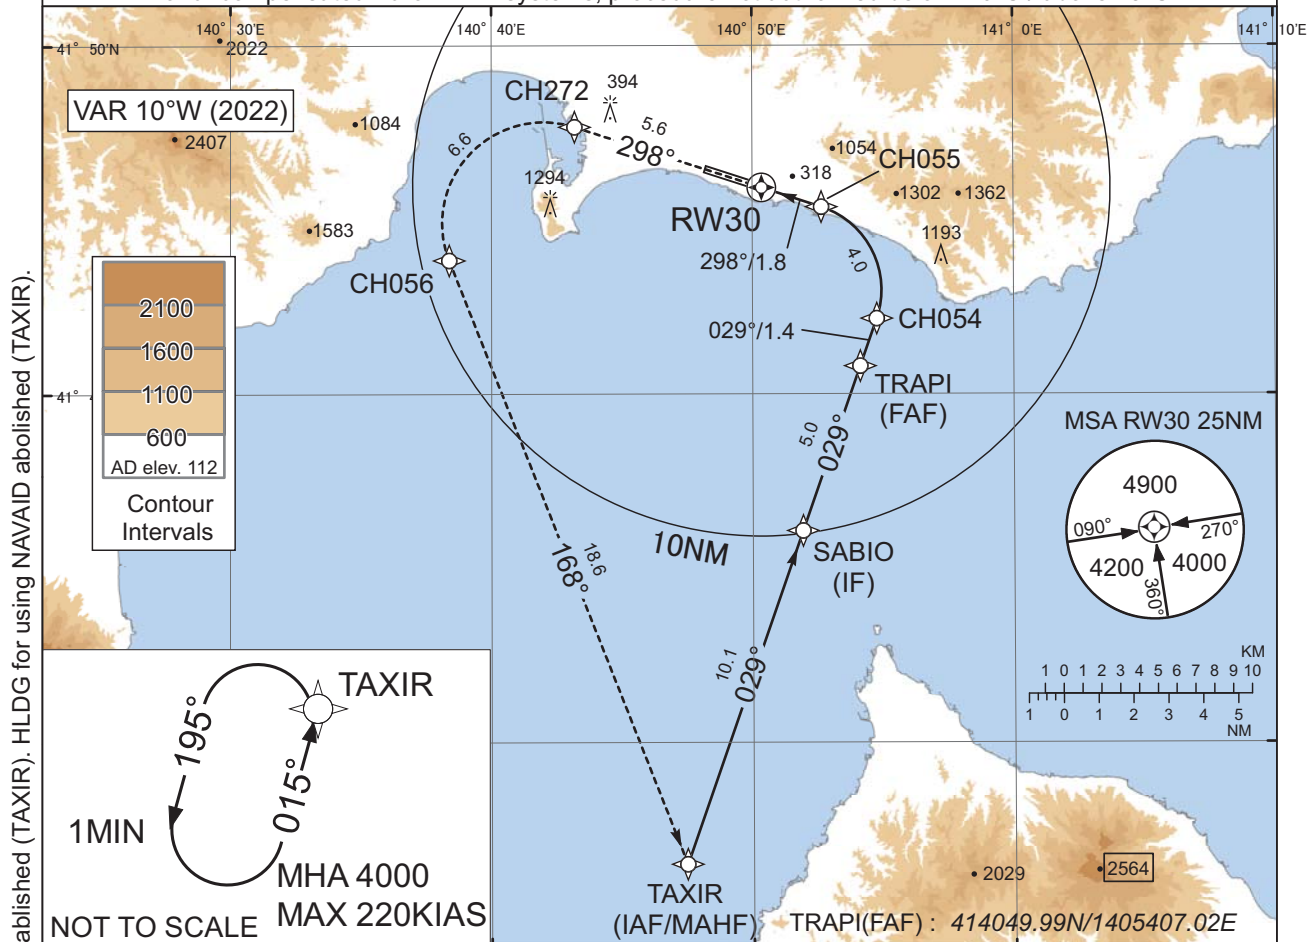 140° 30'E
140° 40'
140° 50'E
141° 0'E
141° 10'E
41° 50'N
2022
VAR 10°W (2022)
2407
1084
1583
CH272
394
6.6
5.6
298°
1294
318
1054
CH055
1302
1362
1193
RW30
298°/1.8
4.0
CH056
CH054
029°/1.4
TRAPI
(FAF)
2100
1600
1100
600
AD elev. 112
Contour
Intervals
41°
5.0
029°
MSA RW30 25NM
4900
090°
270°
4200
4000
360°
10NM
SABIO
(IF)
18.6
168°
10.1
029°
KM
1 0 1 2 3 4 5 6 7 8 9 10
1 0 1 2 3 4 5
NM
TAXIR
195°
015°
1MIN
MHA 4000
MAX 220KIAS
NOT TO SCALE
TAXIR
(IAF/MAHF)
2029
2564
TRAPI(FAF) : 414049.99N/1405407.02E
(TAXIR). HLDG for using NAVAID abolished (TAXIR).